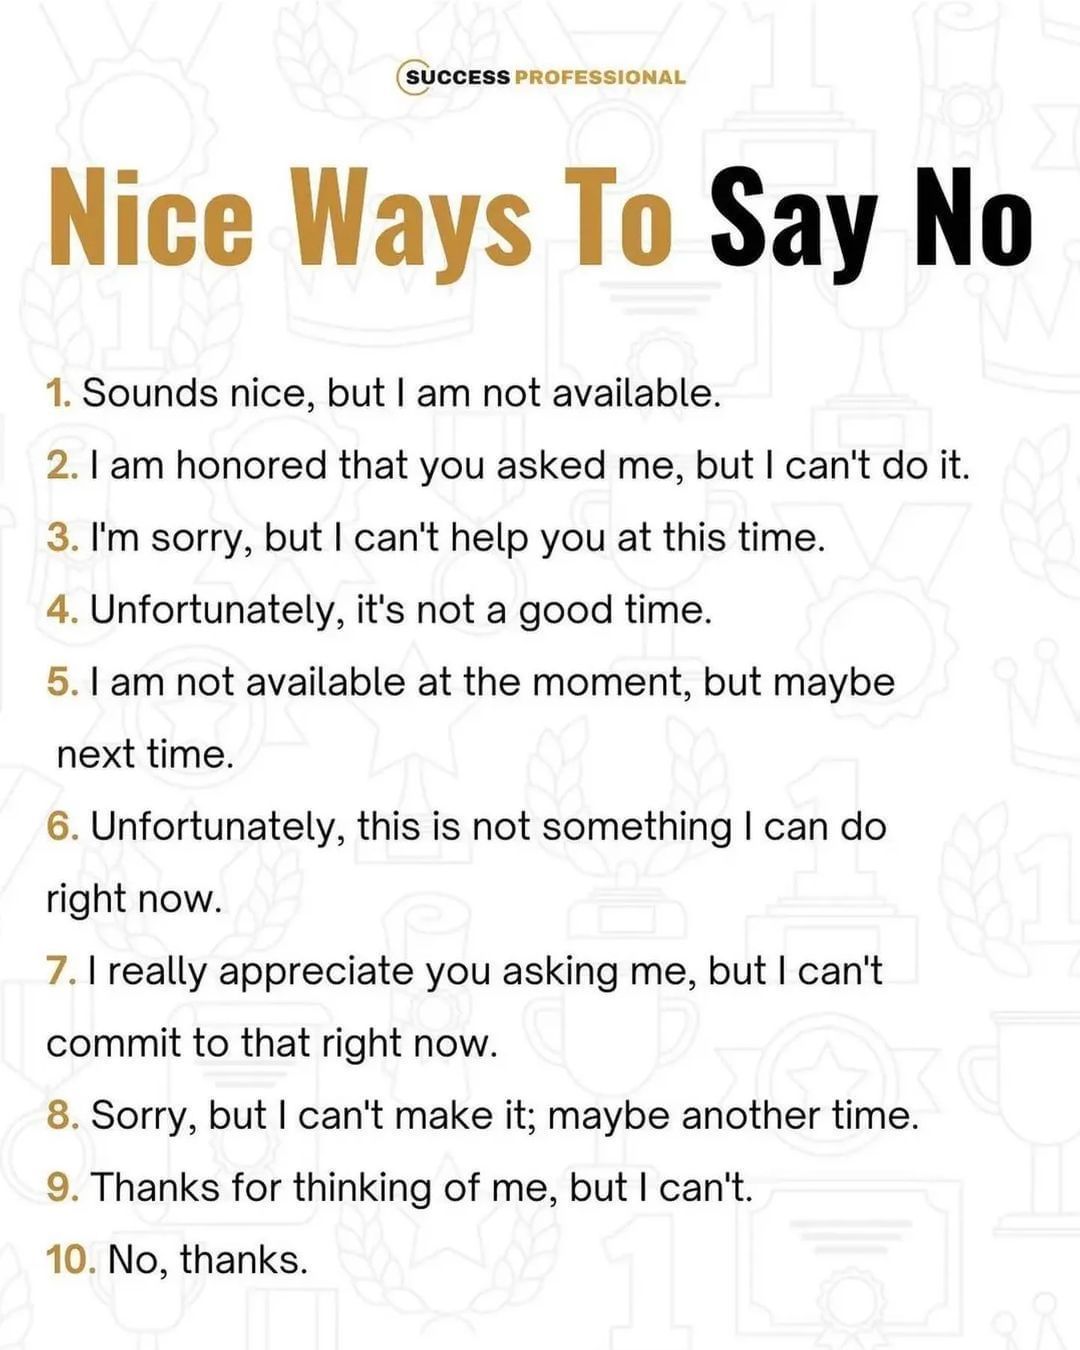 SUCCESS PROFESSIONAL
Nice Ways To Say No
1. Sounds nice, but I am not available.
2. I am honored that you asked me, but I can't do it.
3. I'm sorry, but I can't help you at this time.
4. Unfortunately, it's not a good time.
5. I am not available at the moment, but maybe
next time.
6. Unfortunately, this is not something I can do
right now.
7. I really appreciate you asking me, but I can't
commit to that right now.
8. Sorry, but I can't make it; maybe another time.
9. Thanks for thinking of me, but I can't.
10. No, thanks.